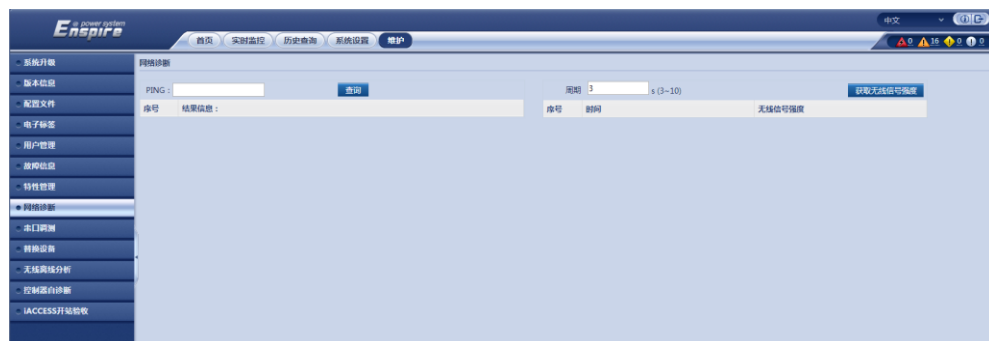 e power system
Enspire
中文
首页 实时监控 历史查询 系统设置 维护
0 16 0 0
系统升级
版本信息
配置文件
电子标签
用户管理
故障信息
特性管理
网络诊断
串口调测
替换设备
无线离线分析
控制器自诊断
iACCESS开站验收
网络诊断
PING : 查询
序号 结果信息 :
周期 3 s (3~10) 获取无线信号强度
序号 时间 无线信号强度